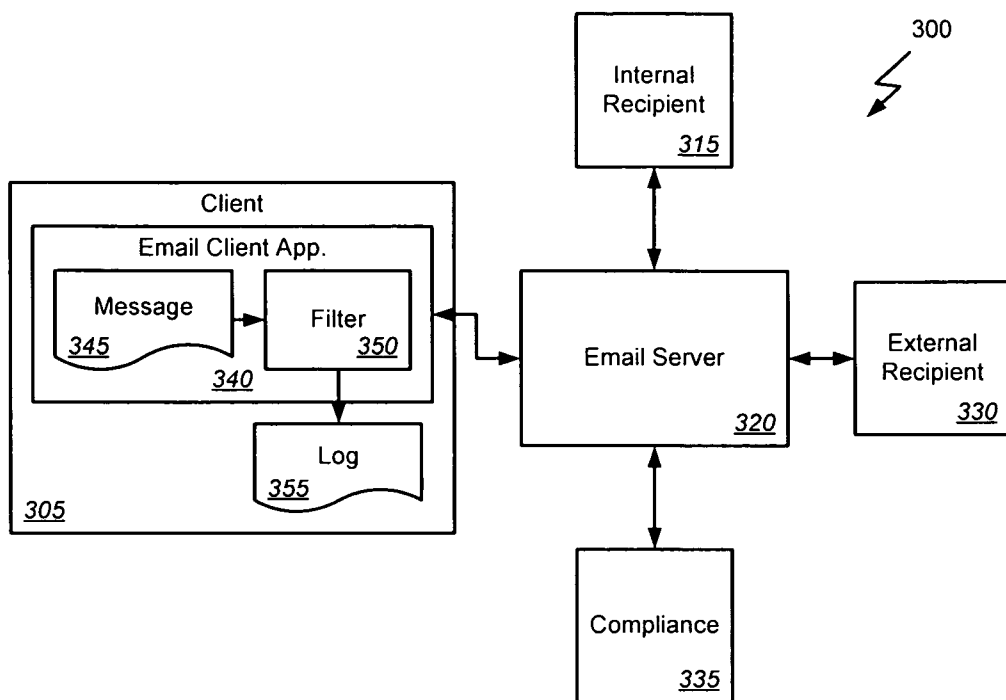 300
Internal
Recipient
315
Client
Email Client App.
Message
345
Filter
350
340
Log
355
305
Email Server
320
External
Recipient
330
Compliance
335